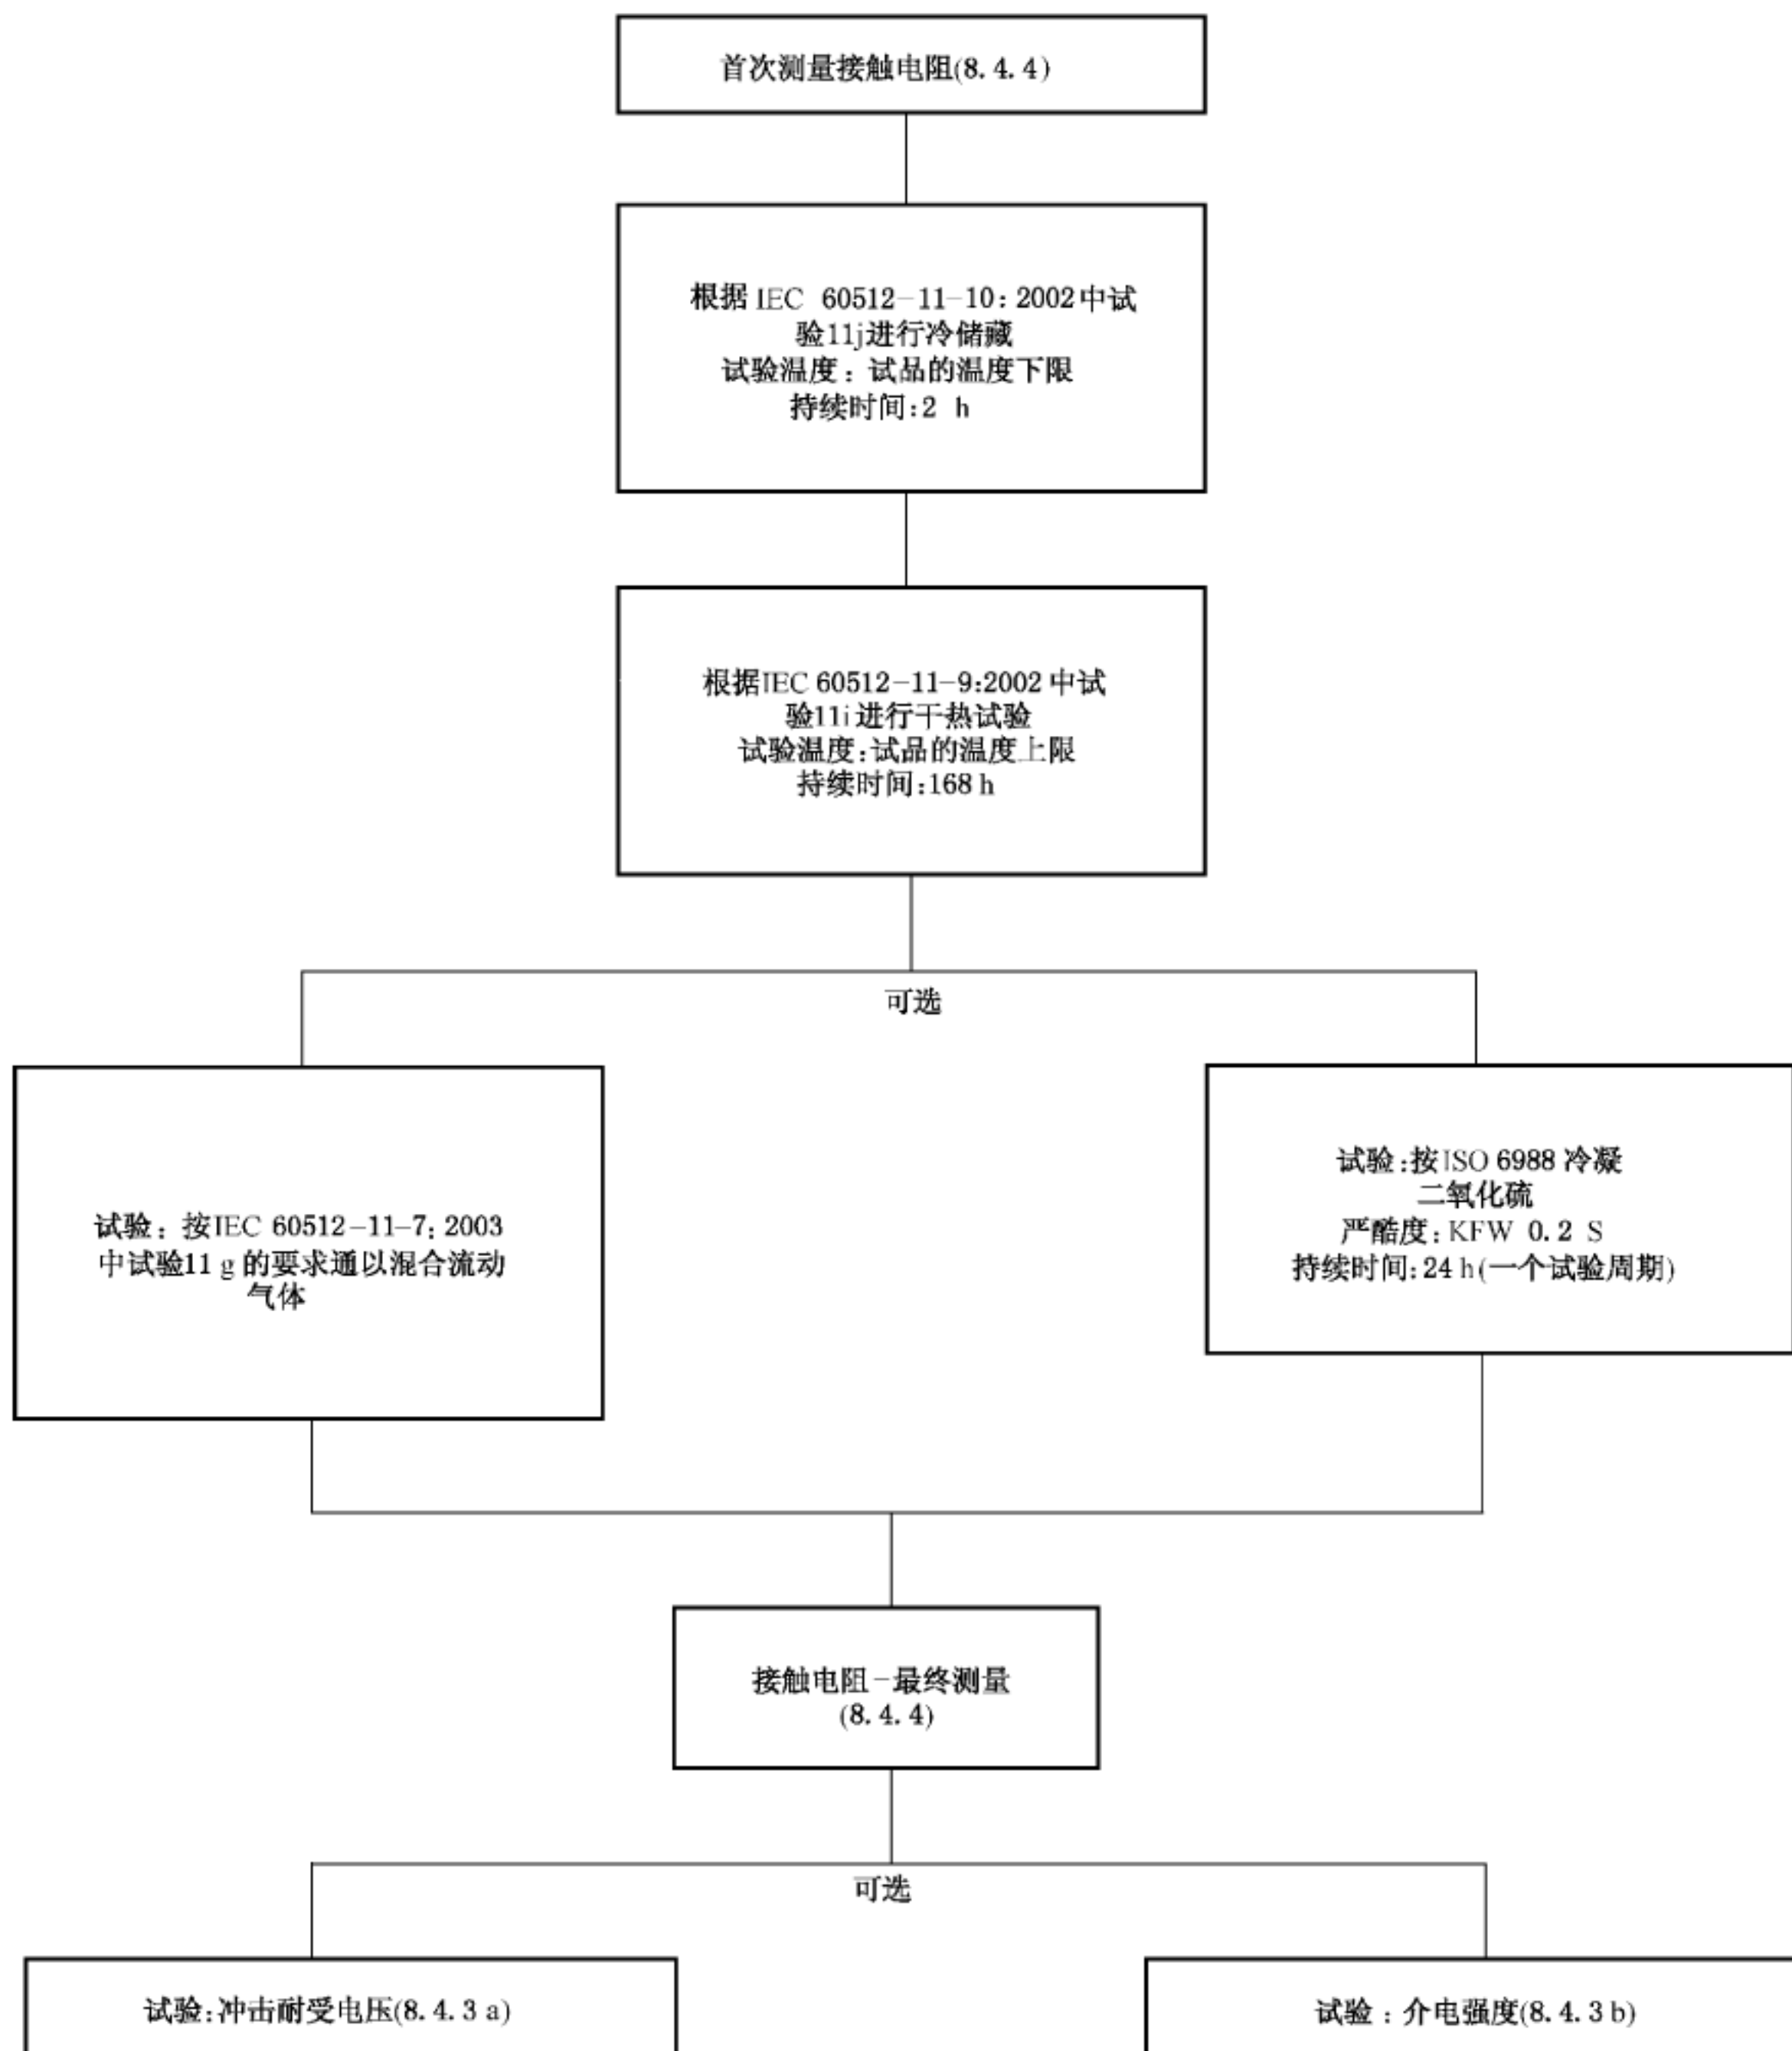 首次测量接触电阻(8.4.4)
根据 IEC 60512-11-10: 2002中试
验11j进行冷储藏
试验温度: 试品的温度下限
持续时间:2 h
根据IEC 60512-11-9:2002 中试
验11i进行干热试验
试验温度:试品的温度上限
持续时间:168 h
可选
试验: 按IEC 60512-11-7: 2003
中试验11 g 的要求通以混合流动
气体
试验:按ISO 6988 冷凝
二氧化硫
严酷度: KFW 0.2 S
持续时间:24 h(一个试验周期)
接触电阻-最终测量
(8.4.4)
可选
试验:冲击耐受电压(8.4.3 a)
试验: 介电强度(8.4.3 b)